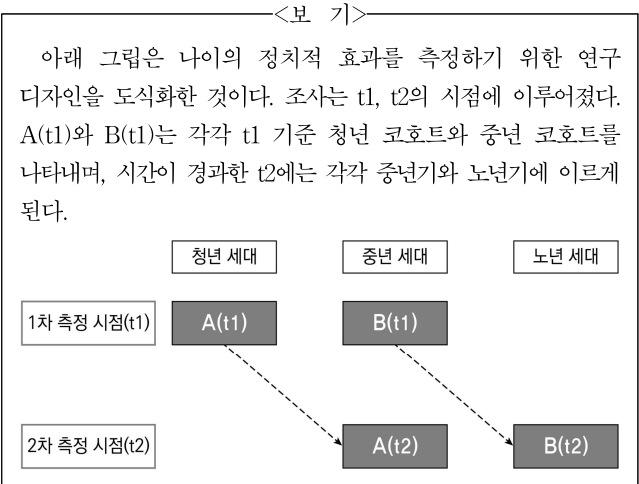 <보 기>
아래 그립은 나이의 정치적 효과를 측정하기 위한 연구
디자인을 도식화한 것이다. 조사는 t1, t2의 시점에 이루어졌다.
A(t1)와 B(t1)는 각각 t1 기준 청년 코호트와 중년 코호트를
나타내며, 시간이 경과한 t2에는 각각 중년기와 노년기에 이르게
된다.
청년 세대 중년 세대 노년 세대
1차 측정 시점(t1) A(t1) B(t1)
2차 측정 시점(t2) A(t2) B(t2)